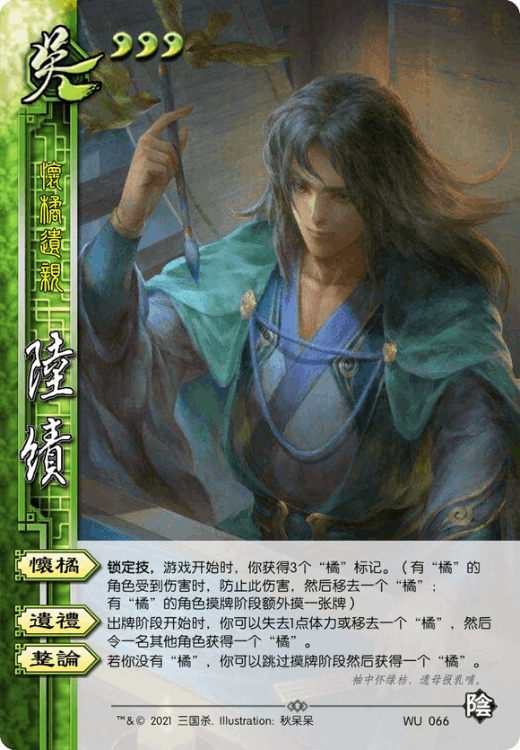 吴
懷橘遺親
陸績
懷橘
锁定技，游戏开始时，你获得3个“橘”标记。（有“橘”的
角色受到伤害时，防止此伤害，然后移去一个“橘”；
有“橘”的角色摸牌阶段额外摸一张牌）
遺禮
出牌阶段开始时，你可以失去1点体力或移去一个“橘”，然后
令一名其他角色获得一个“橘”。
整論
若你没有“橘”，你可以跳过摸牌阶段然后获得一个“橘”。
袖中怀绿桔，遗母报乳哺。
™&© 2021 三国杀. Illustration: 秋呆呆
WU 066
陰